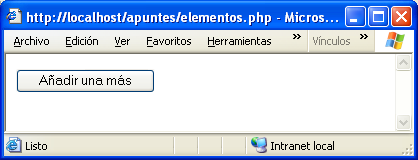 http://localhost/apuntes/elementos.php - Micros...
Archivo Edición Ver Favoritos Herramientas » Vínculos »
Añadir una más
Listo Intranet local